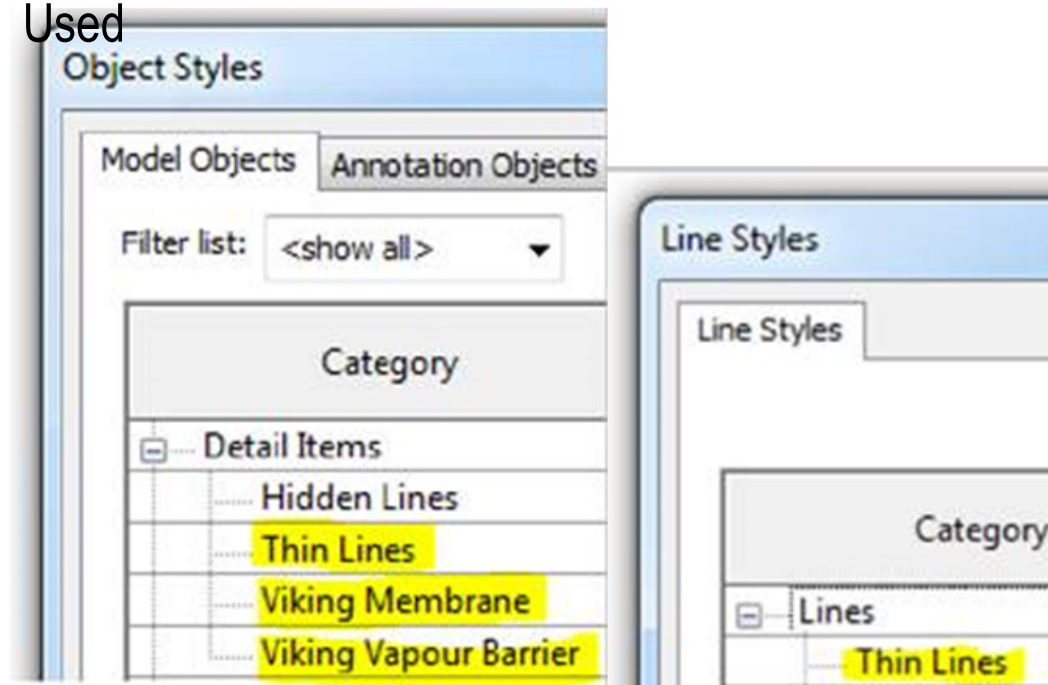 Used
Object Styles
Model Objects
Annotation Objects
Filter list:
<show all>
Category
Detail Items
Hidden Lines
Thin Lines
Viking Membrane
Viking Vapour Barrier
Line Styles
Line Styles
Category
Lines
Thin Lines